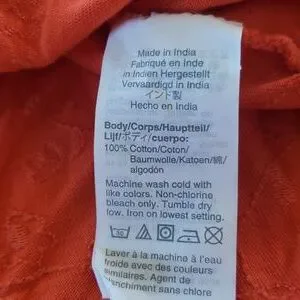 Made in India
Fabriqué en Inde
in Indien Hergestellt
Vervaardigd in India
インド製
Hecho en India
Body/Corps/Hauptteil/
Lijf/ボディ/cuerpo:
100% Cotton/Coton/
Baumwolle/Katoen/綿/
algodón
Machine wash cold with
like colors. Non-chlorine
bleach only. Tumble dry
low. Iron on lowest setting.
30
Laver à la machine à l'eau
froide avec des couleurs
similaires. Agent de
blanchiment sans chlore